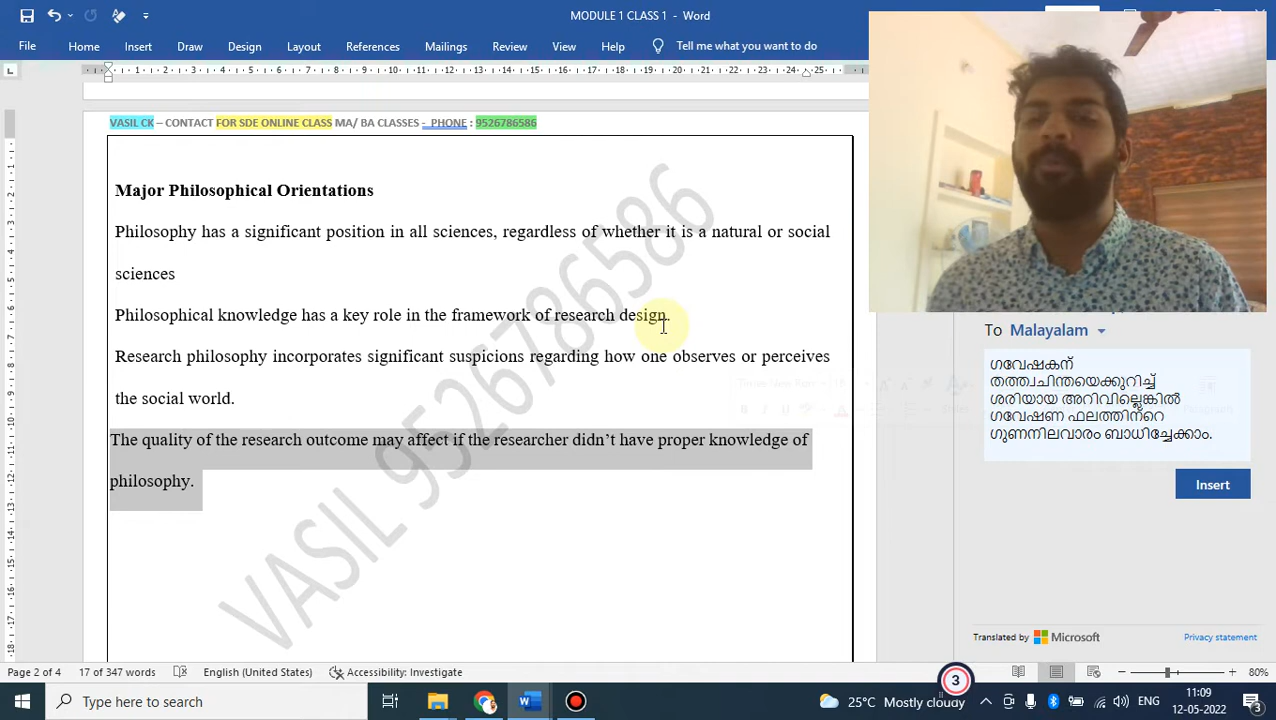 MODULE 1 CLASS 1 - Word
File Home Insert Draw Design Layout References Mailings Review View Help Tell me what you want to do
VASIL CK – CONTACT FOR SDE ONLINE CLASS MA/ BA CLASSES - PHONE : 9526786586
Major Philosophical Orientations
Philosophy has a significant position in all sciences, regardless of whether it is a natural or social
sciences
Philosophical knowledge has a key role in the framework of research design.
Research philosophy incorporates significant suspicions regarding how one observes or perceives
the social world.
The quality of the research outcome may affect if the researcher didn't have proper knowledge of
philosophy.
VASIL 9526786586
To Malayalam
ഗവേഷകന്
തത്ത്വചിന്തയെക്കുറിച്ച്
ശരിയായ അറിവില്ലെങ്കിൽ
ഗവേഷണ ഫലത്തിന്റെ
ഗുണനിലവാരം ബാധിച്ചേക്കാം.
Insert
Translated by Microsoft Privacy statement
Page 2 of 4 17 of 347 words English (United States) Accessibility: Investigate 80%
3
Type here to search
25°C Mostly cloudy ENG 11:09
12-05-2022
3